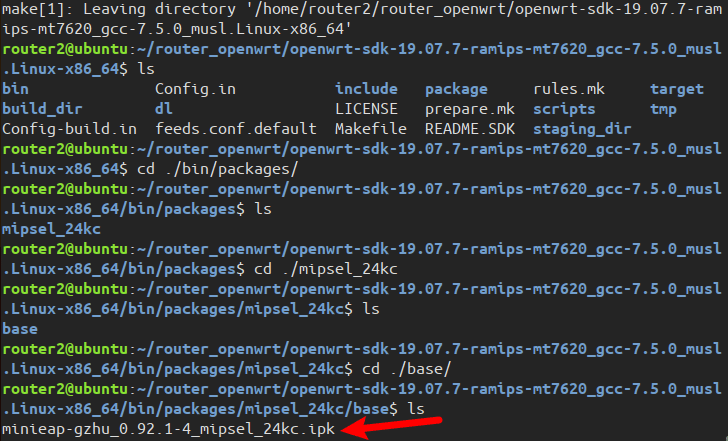 make[1]: Leaving directory '/home/router2/router_openwrt/openwrt-sdk-19.07.7-ram
ips-mt7620_gcc-7.5.0_musl.Linux-x86_64'
router2@ubuntu:~/router_openwrt/openwrt-sdk-19.07.7-ramips-mt7620_gcc-7.5.0_musl
.Linux-x86_64$ ls
bin Config.in include package rules.mk target
build_dir dl LICENSE prepare.mk scripts tmp
Config-build.in feeds.conf.default Makefile README.SDK staging_dir
router2@ubuntu:~/router_openwrt/openwrt-sdk-19.07.7-ramips-mt7620_gcc-7.5.0_musl
.Linux-x86_64$ cd ./bin/packages/
router2@ubuntu:~/router_openwrt/openwrt-sdk-19.07.7-ramips-mt7620_gcc-7.5.0_musl
.Linux-x86_64/bin/packages$ ls
mipsel_24kc
router2@ubuntu:~/router_openwrt/openwrt-sdk-19.07.7-ramips-mt7620_gcc-7.5.0_musl
.Linux-x86_64/bin/packages$ cd ./mipsel_24kc
router2@ubuntu:~/router_openwrt/openwrt-sdk-19.07.7-ramips-mt7620_gcc-7.5.0_musl
.Linux-x86_64/bin/packages/mipsel_24kc$ ls
base
router2@ubuntu:~/router_openwrt/openwrt-sdk-19.07.7-ramips-mt7620_gcc-7.5.0_musl
.Linux-x86_64/bin/packages/mipsel_24kc$ cd ./base/
router2@ubuntu:~/router_openwrt/openwrt-sdk-19.07.7-ramips-mt7620_gcc-7.5.0_musl
.Linux-x86_64/bin/packages/mipsel_24kc/base$ ls
minieap-gzhu_0.92.1-4_mipsel_24kc.ipk